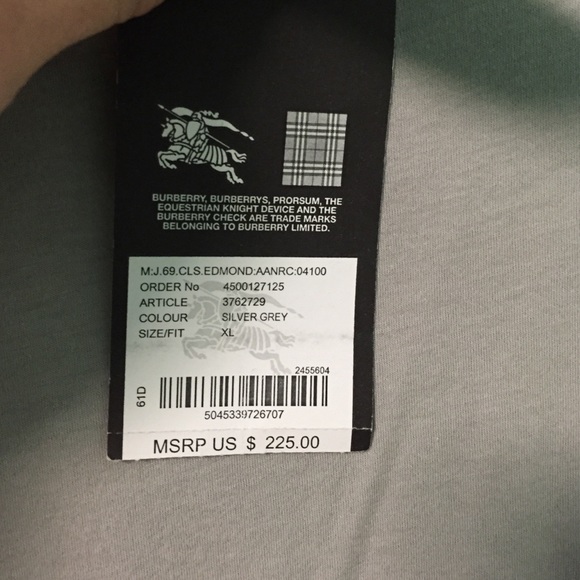 BURBERRY, BURBERRYS, PRORSUM, THE
EQUESTRIAN KNIGHT DEVICE AND THE
BURBERRY CHECK ARE TRADE MARKS
BELONGING TO BURBERRY LIMITED.
M:J.69.CLS.EDMOND:AANRC:04100
ORDER No 4500127125
ARTICLE 3762729
COLOUR SILVER GREY
SIZE/FIT XL
2455604
61D
5045339726707
MSRP US $ 225.00